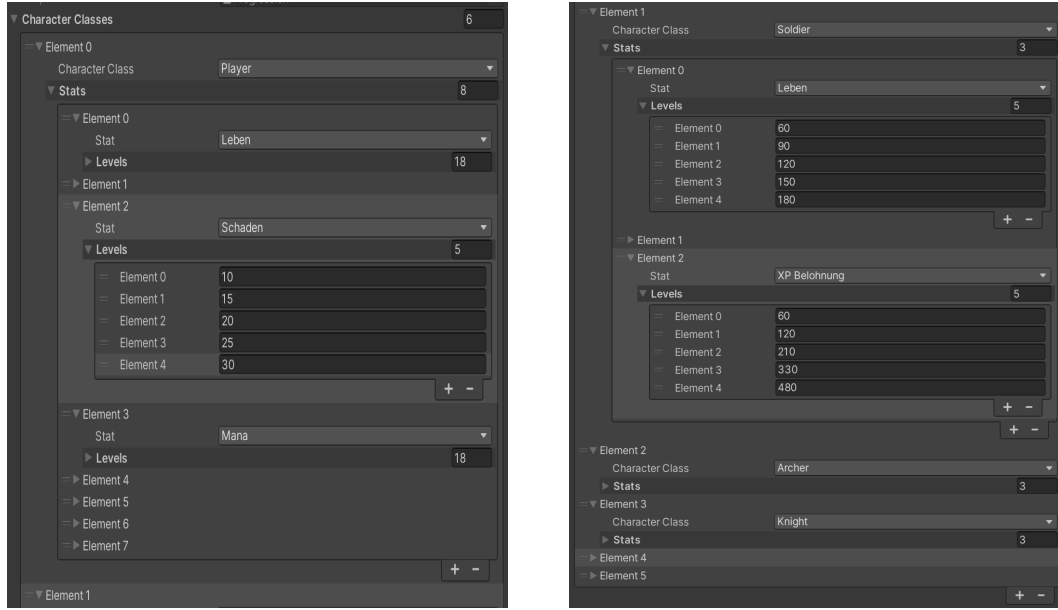 Character Classes 6
Element 0
Character Class Player
Stats 8
Element 0
Stat Leben
Levels 18
Element 1
Element 2
Stat Schaden
Levels 5
Element 0 10
Element 1 15
Element 2 20
Element 3 25
Element 4 30
+ -
Element 3
Stat Mana
Levels 18
Element 4
Element 5
Element 6
Element 7
+ -
Element 1
Element 1
Character Class Soldier
Stats 3
Element 0
Stat Leben
Levels 5
Element 0 60
Element 1 90
Element 2 120
Element 3 150
Element 4 180
+ -
Element 1
Element 2
Stat XP Belohnung
Levels 5
Element 0 60
Element 1 120
Element 2 210
Element 3 330
Element 4 480
+ -
+ -
Element 2
Character Class Archer
Stats 3
Element 3
Character Class Knight
Stats 3
Element 4
Element 5
+ -